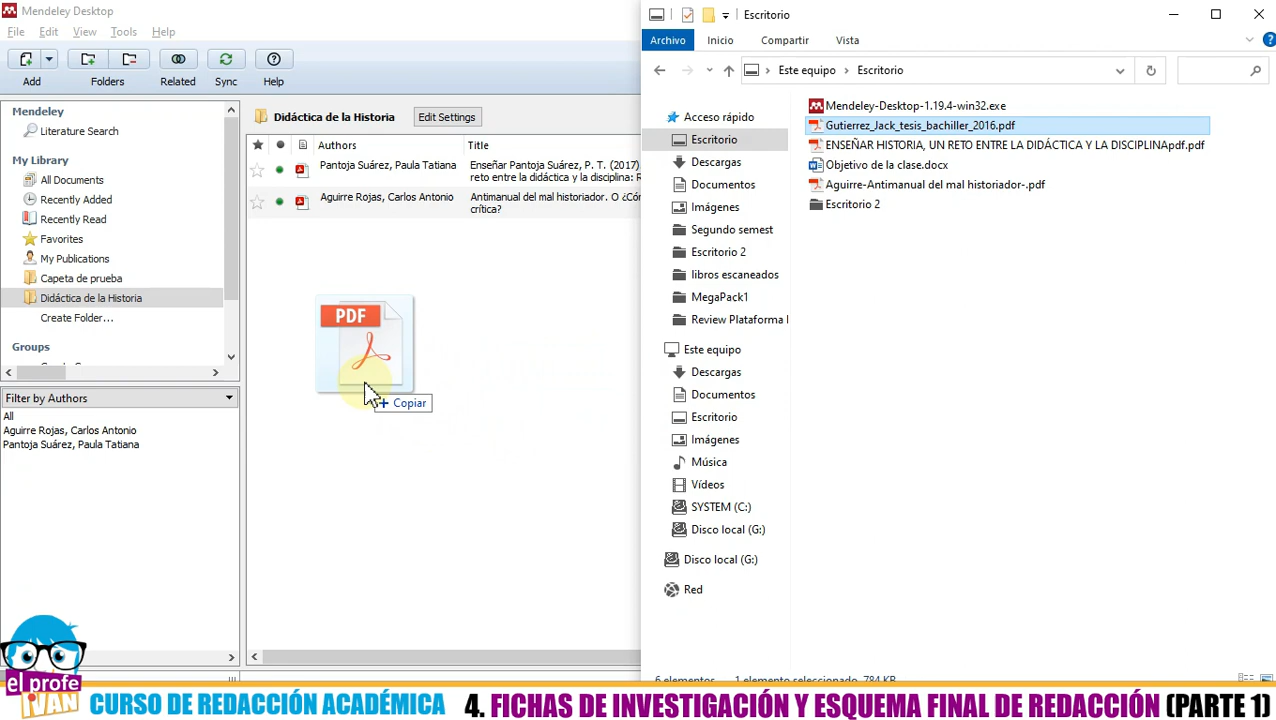 Mendeley Desktop
File Edit View Tools Help
Add Folders Related Sync Help
Mendeley
Literature Search
My Library
All Documents
Recently Added
Recently Read
Favorites
My Publications
Capeta de prueba
Didáctica de la Historia
Create Folder...
Groups
Filter by Authors
All
Aguirre Rojas, Carlos Antonio
Pantoja Suárez, Paula Tatiana
Didáctica de la Historia Edit Settings
Authors Title
Pantoja Suárez, Paula Tatiana Enseñar Pantoja Suárez, P. T. (2017)
reto entre la didáctica y la disciplina: R
Aguirre Rojas, Carlos Antonio Antimanual del mal historiador. O ¿Có
crítica?
PDF
+ Copiar
Escritorio
Archivo Inicio Compartir Vista
Este equipo > Escritorio
Acceso rápido
Escritorio
Descargas
Documentos
Imágenes
Segundo semest
Escritorio 2
libros escaneados
MegaPack1
Review Plataforma I
Este equipo
Descargas
Documentos
Escritorio
Imágenes
Música
Vídeos
SYSTEM (C:)
Disco local (G:)
Disco local (G:)
Red
Mendeley-Desktop-1.19.4-win32.exe
Gutierrez_Jack_tesis_bachiller_2016.pdf
ENSEÑAR HISTORIA, UN RETO ENTRE LA DIDÁCTICA Y LA DISCIPLINApdf.pdf
Objetivo de la clase.docx
Aguirre-Antimanual del mal historiador-.pdf
Escritorio 2
6 elementos 1 elemento seleccionado 784 KB
el profe
IVAN
CURSO DE REDACCIÓN ACADÉMICA 4. FICHAS DE INVESTIGACIÓN Y ESQUEMA FINAL DE REDACCIÓN (PARTE 1)